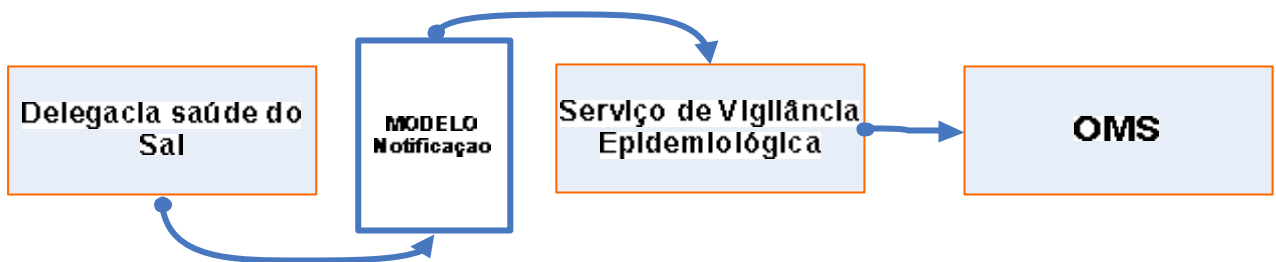 Delegacia saúde do
Sal
MODELO
Notificaçao
Serviço de Vigilância
Epidemiológica
OMS